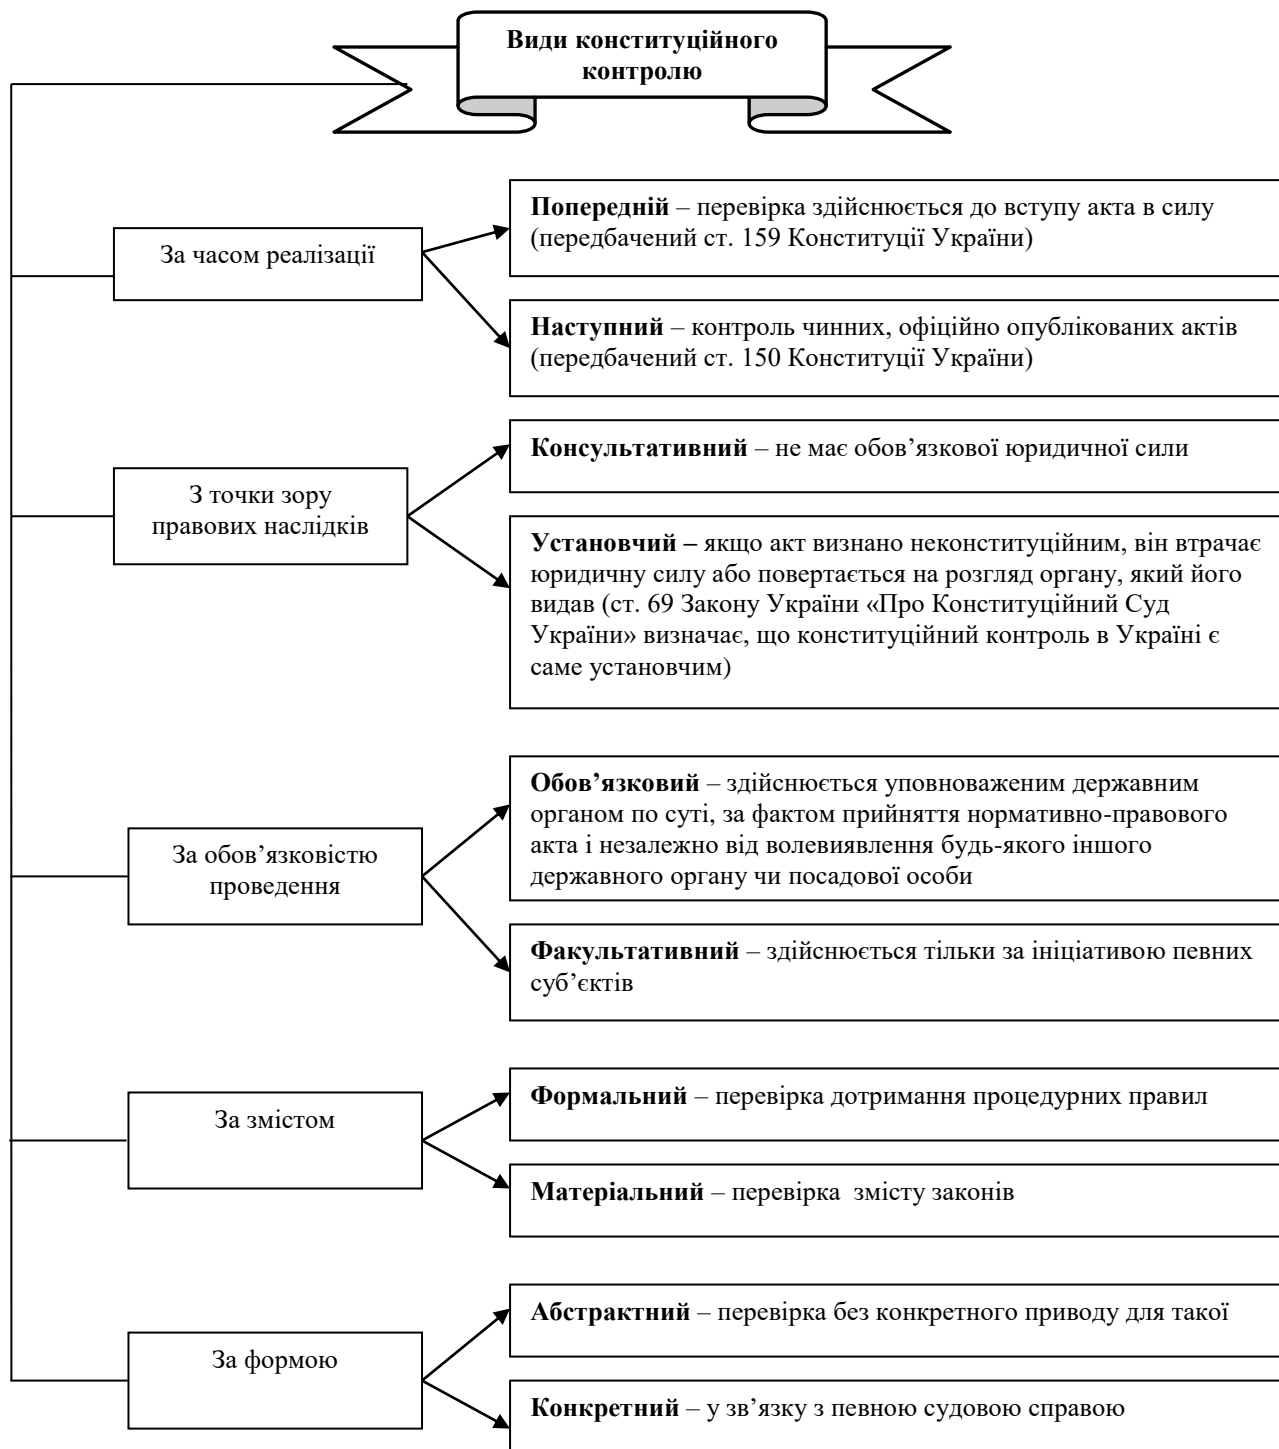 Види конституційного
контролю
За часом реалізації
Попередній – перевірка здійснюється до вступу акта в силу
(передбачений ст. 159 Конституції України)
Наступний – контроль чинних, офіційно опублікованих актів
(передбачений ст. 150 Конституції України)
З точки зору
правових наслідків
Консультативний – не має обов’язкової юридичної сили
Установчий – якщо акт визнано неконституційним, він втрачає
юридичну силу або повертається на розгляд органу, який його
видав (ст. 69 Закону України «Про Конституційний Суд
України» визначає, що конституційний контроль в Україні є
саме установчим)
За обов’язковістю
проведення
Обов’язковий – здійснюється уповноваженим державним
органом по суті, за фактом прийняття нормативно-правового
акта і незалежно від волевиявлення будь-якого іншого
державного органу чи посадової особи
Факультативний – здійснюється тільки за ініціативою певних
суб’єктів
За змістом
Формальний – перевірка дотримання процедурних правил
Матеріальний – перевірка  змісту законів
За формою
Абстрактний – перевірка без конкретного приводу для такої
Конкретний – у зв’язку з певною судовою справою